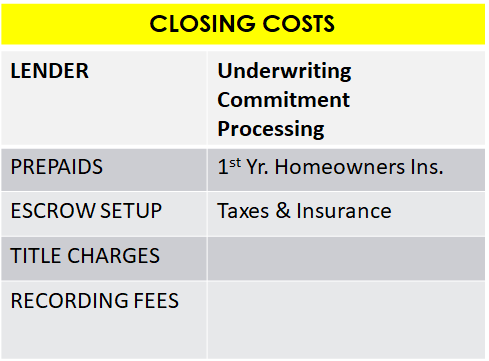 CLOSING COSTS
LENDER Underwriting
Commitment
Processing
PREPAIDS 1st Yr. Homeowners Ins.
ESCROW SETUP Taxes & Insurance
TITLE CHARGES
RECORDING FEES